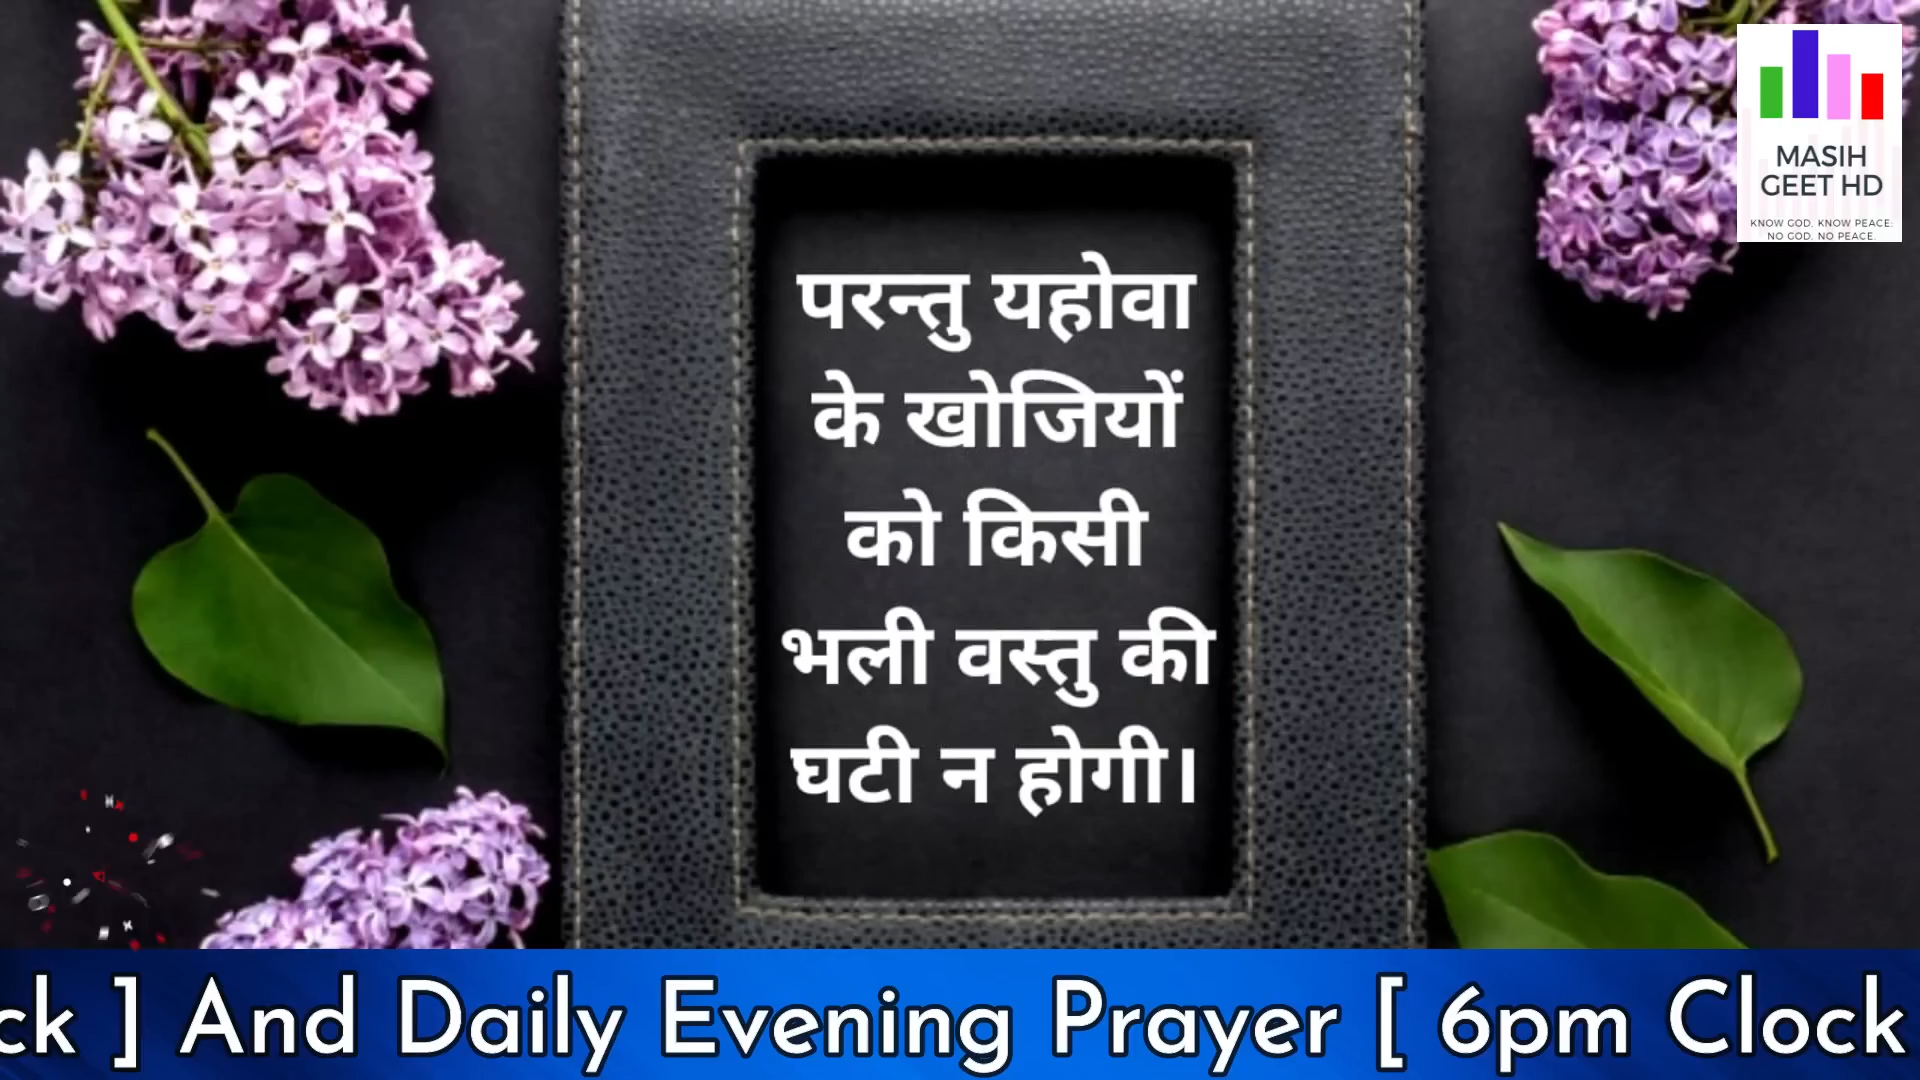 MASIH
GEET HD
KNOW GOD. KNOW PEACE.
NO GOD. NO PEACE.
परन्तु यहोवा
के खोजियों
को किसी
भली वस्तु की
घटी न होगी।
ck ] And Daily Evening Prayer [ 6pm Clock